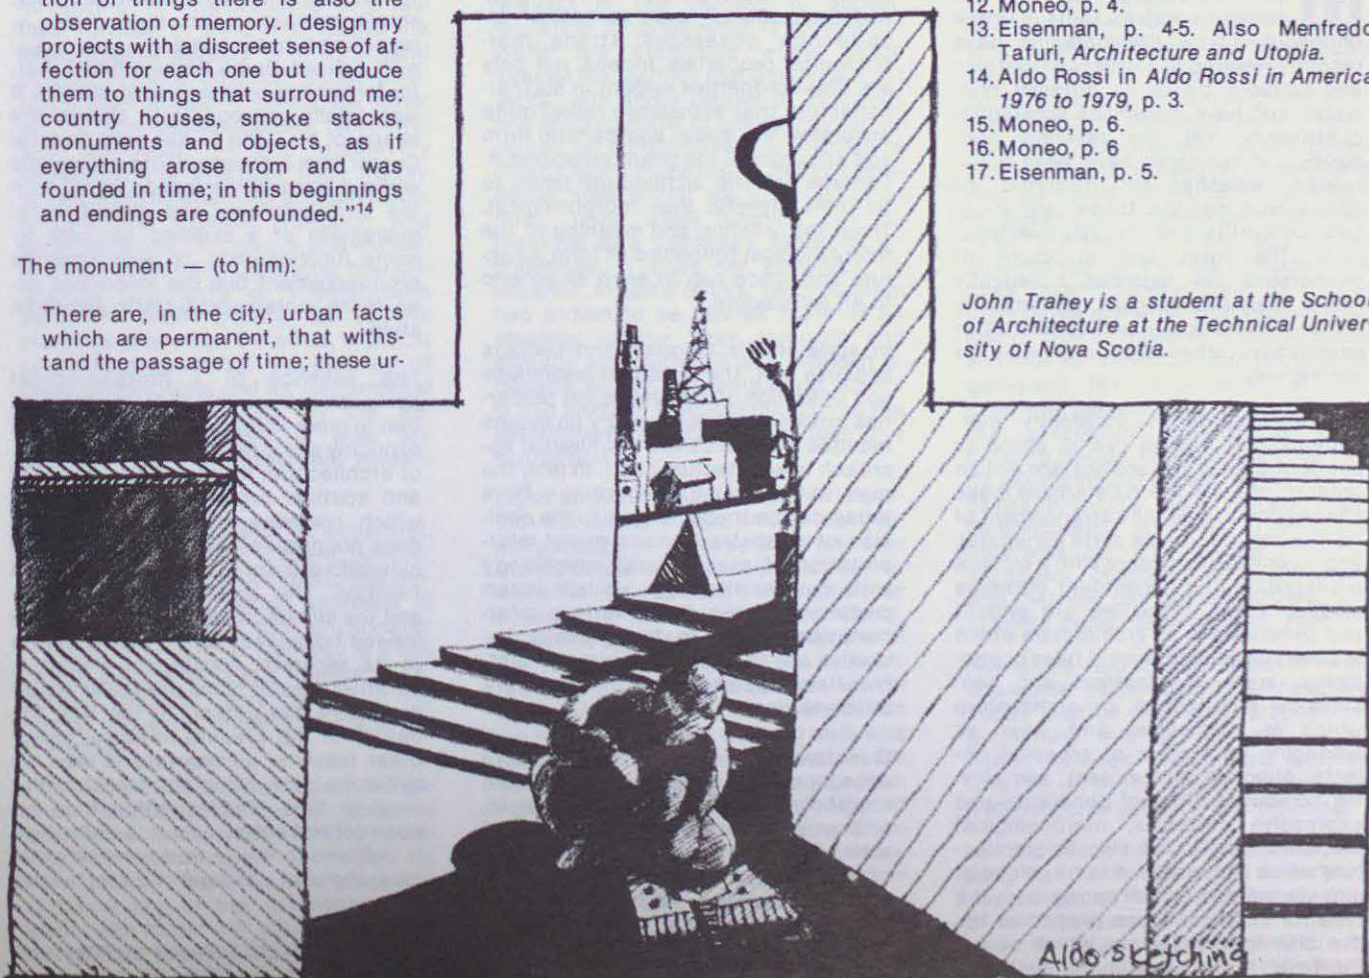 tion of things there is also the
observation of memory. I design my
projects with a discreet sense of af-
fection for each one but I reduce
them to things that surround me:
country houses, smoke stacks,
monuments and objects, as if
everything arose from and was
founded in time; in this beginnings
and endings are confounded."14
The monument — (to him):
There are, in the city, urban facts
which are permanent, that withs-
tand the passage of time; these ur-
12. Moneo, p. 4.
13. Eisenman, p. 4-5. Also Menfredo
Tafuri, Architecture and Utopia.
14. Aldo Rossi in Aldo Rossi in America
1976 to 1979, p. 3.
15. Moneo, p. 6.
16. Moneo, p. 6
17. Eisenman, p. 5.
John Trahey is a student at the School
of Architecture at the Technical Univer-
sity of Nova Scotia.
Aldo Sketching